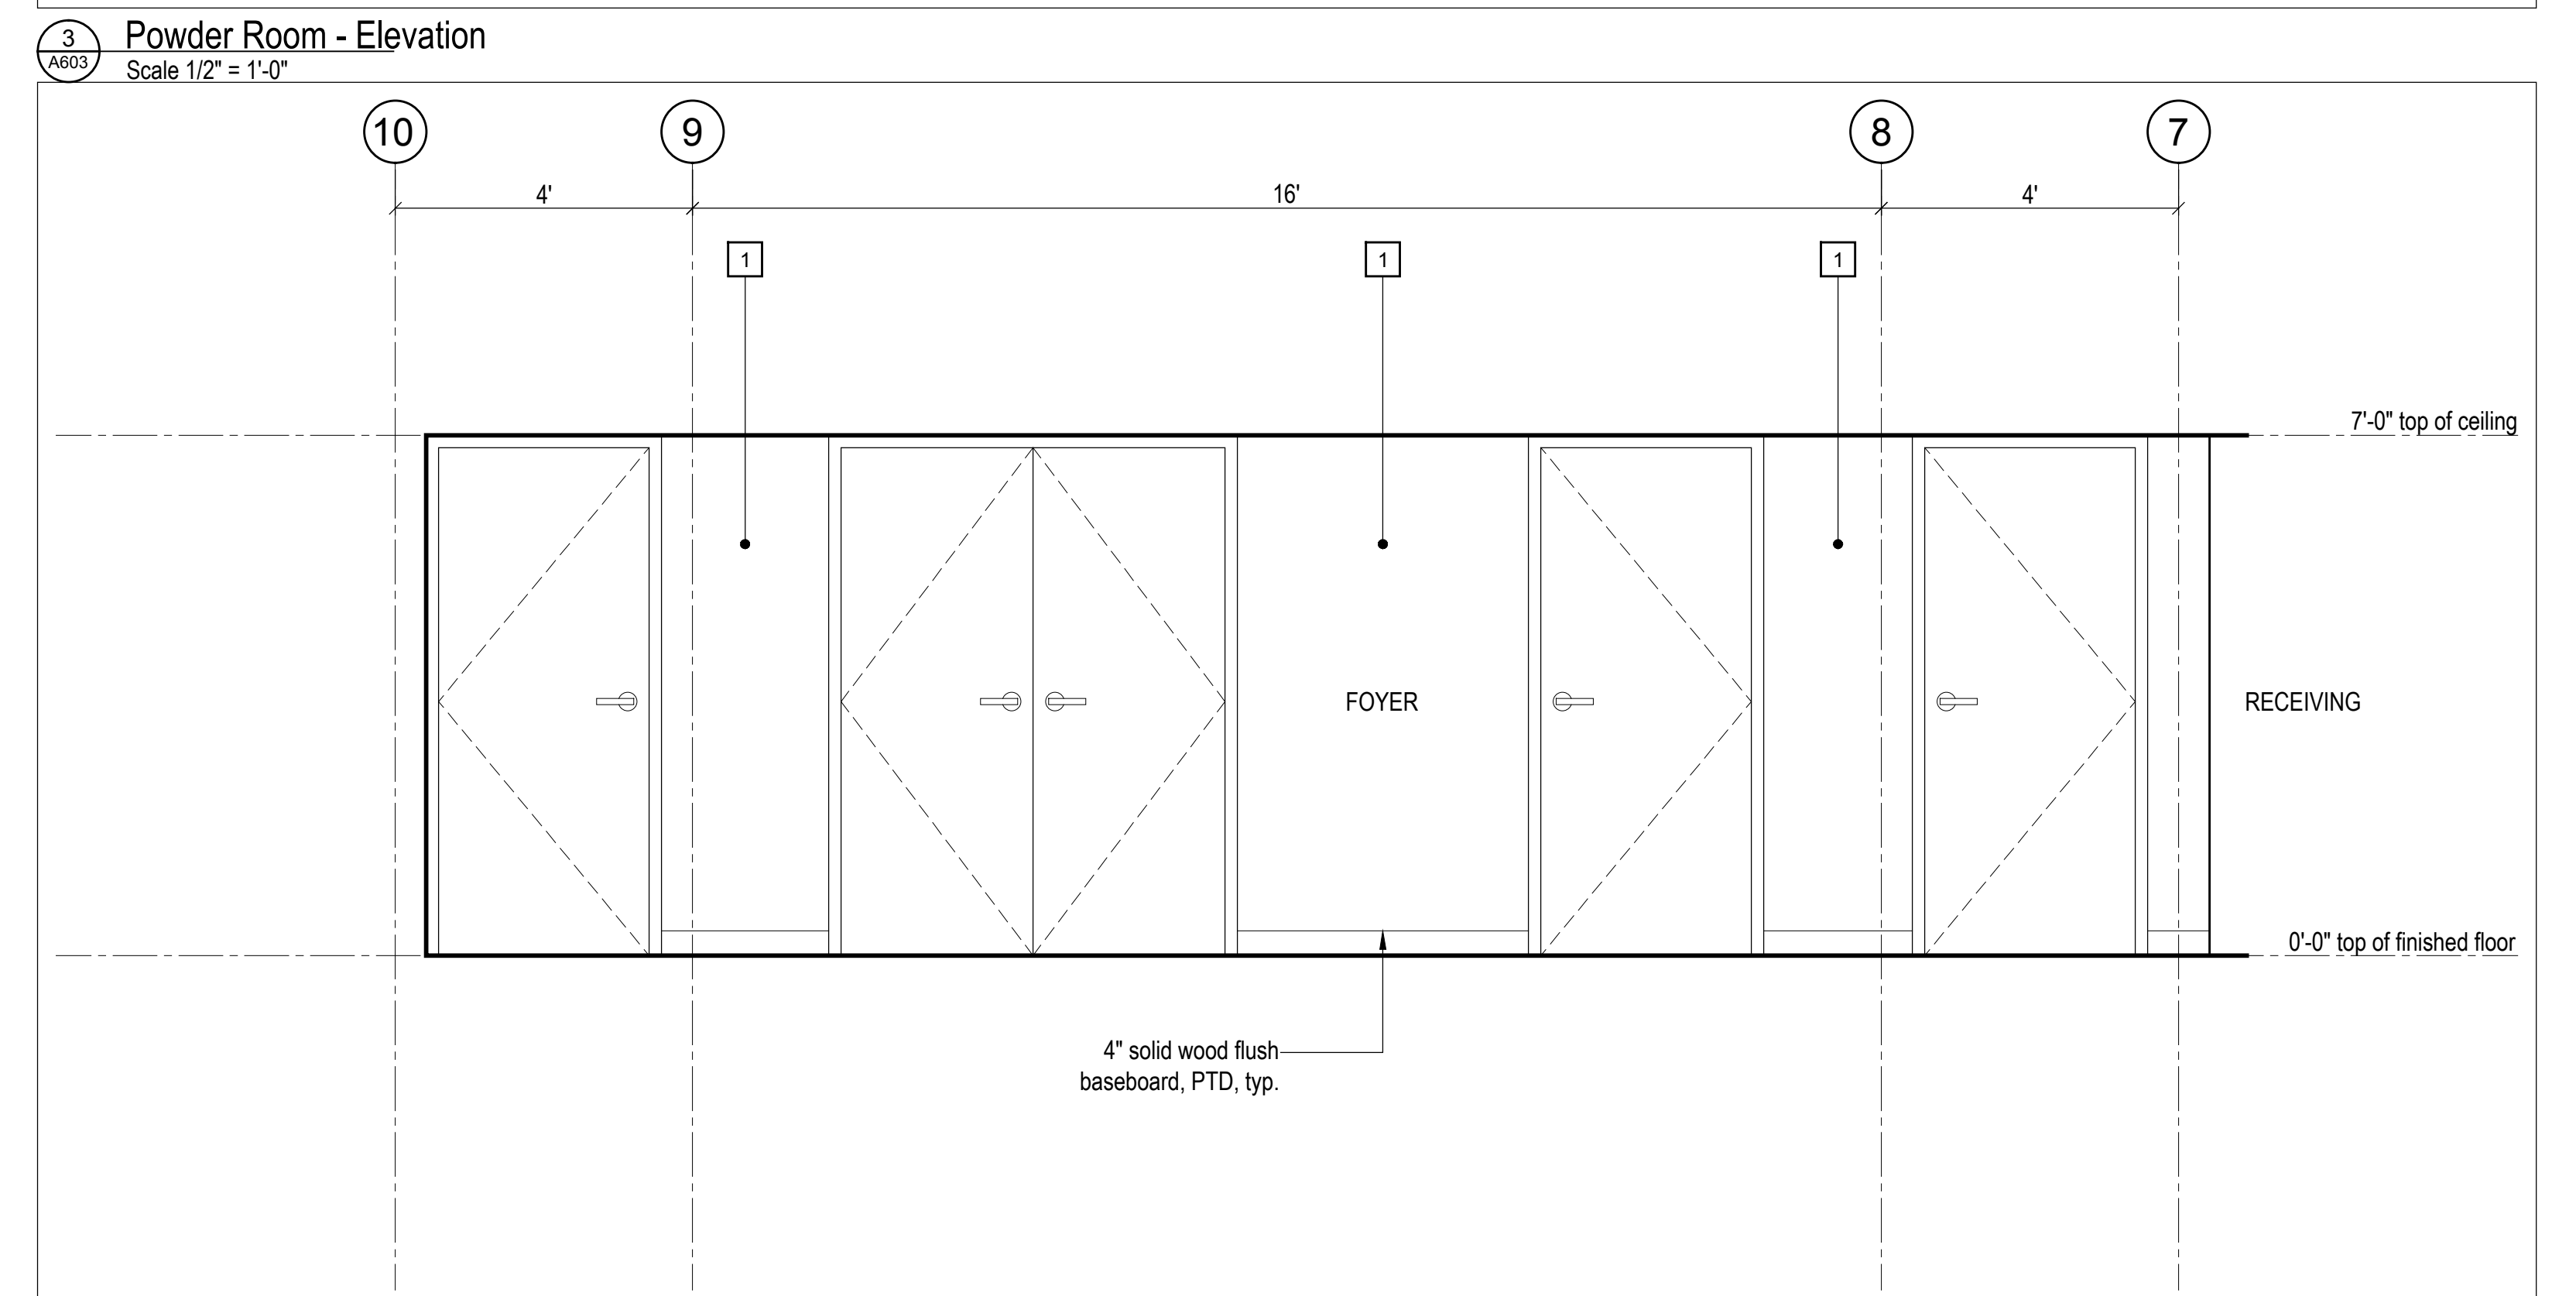 3
A603
Powder Room - Elevation
Scale 1/2" = 1'-0"
10
9
8
7
4'
16'
4'
1
1
1
7'-0" top of ceiling
FOYER
RECEIVING
0'-0" top of finished floor
4" solid wood flush
baseboard, PTD, typ.